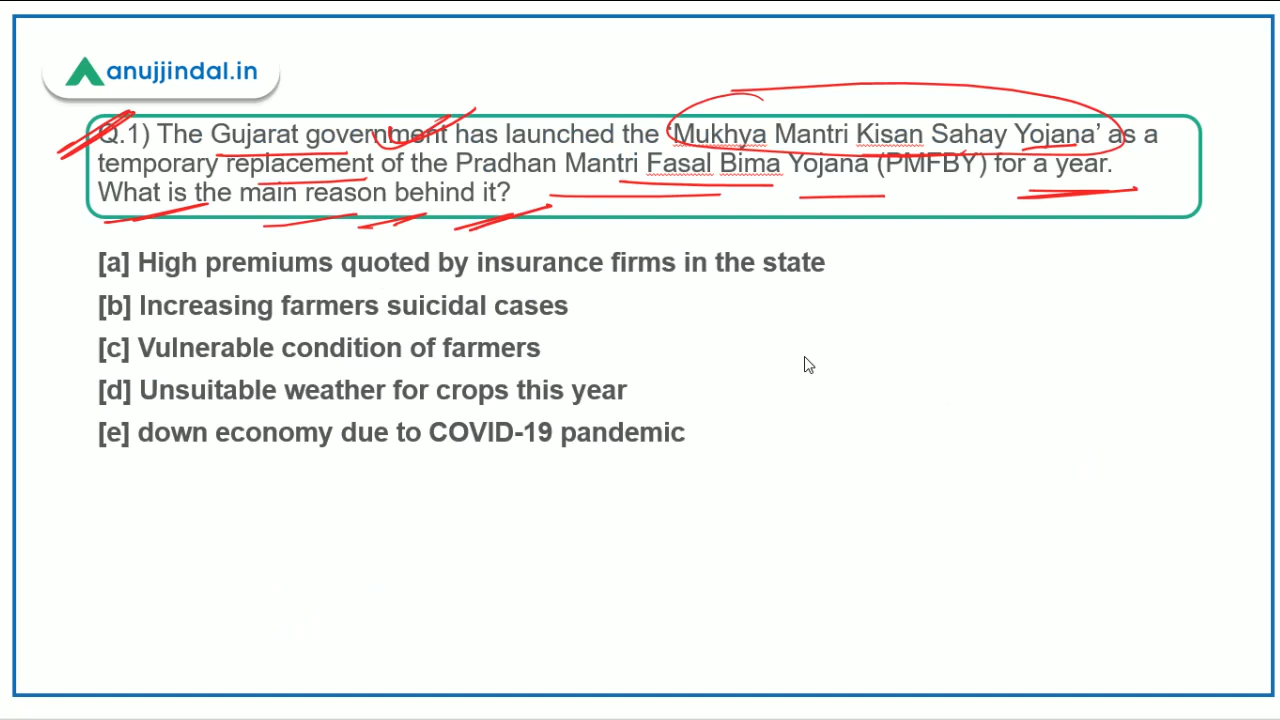 anujjindal.in
Q.1) The Gujarat government has launched the ‘Mukhya Mantri Kisan Sahay Yojana’ as a
temporary replacement of the Pradhan Mantri Fasal Bima Yojana (PMFBY) for a year.
What is the main reason behind it?
[a] High premiums quoted by insurance firms in the state
[b] Increasing farmers suicidal cases
[c] Vulnerable condition of farmers
[d] Unsuitable weather for crops this year
[e] down economy due to COVID-19 pandemic